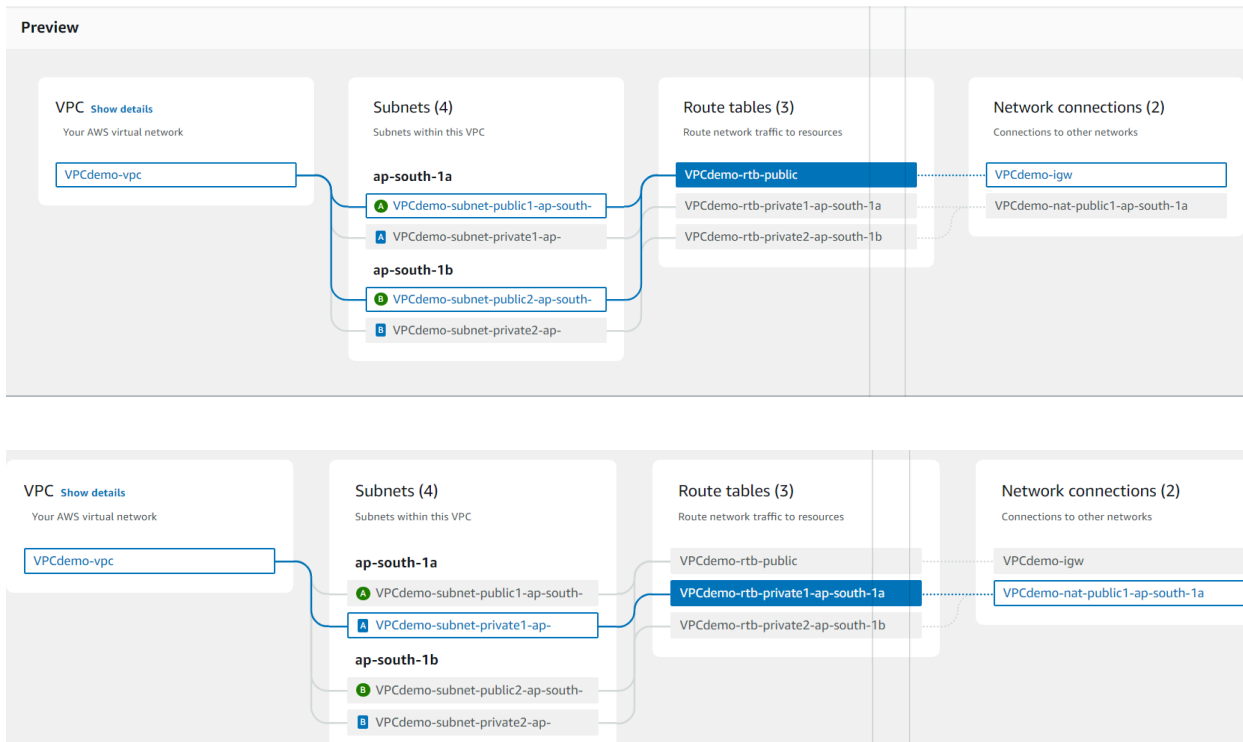 Preview
VPC Show details
Your AWS virtual network
VPCdemo-vpc
Subnets (4)
Subnets within this VPC
ap-south-1a
A VPCdemo-subnet-public1-ap-south-
A VPCdemo-subnet-private1-ap-
ap-south-1b
B VPCdemo-subnet-public2-ap-south-
B VPCdemo-subnet-private2-ap-
Route tables (3)
Route network traffic to resources
VPCdemo-rtb-public
VPCdemo-rtb-private1-ap-south-1a
VPCdemo-rtb-private2-ap-south-1b
Network connections (2)
Connections to other networks
VPCdemo-igw
VPCdemo-nat-public1-ap-south-1a
VPC Show details
Your AWS virtual network
VPCdemo-vpc
Subnets (4)
Subnets within this VPC
ap-south-1a
A VPCdemo-subnet-public1-ap-south-
A VPCdemo-subnet-private1-ap-
ap-south-1b
B VPCdemo-subnet-public2-ap-south-
B VPCdemo-subnet-private2-ap-
Route tables (3)
Route network traffic to resources
VPCdemo-rtb-public
VPCdemo-rtb-private1-ap-south-1a
VPCdemo-rtb-private2-ap-south-1b
Network connections (2)
Connections to other networks
VPCdemo-igw
VPCdemo-nat-public1-ap-south-1a